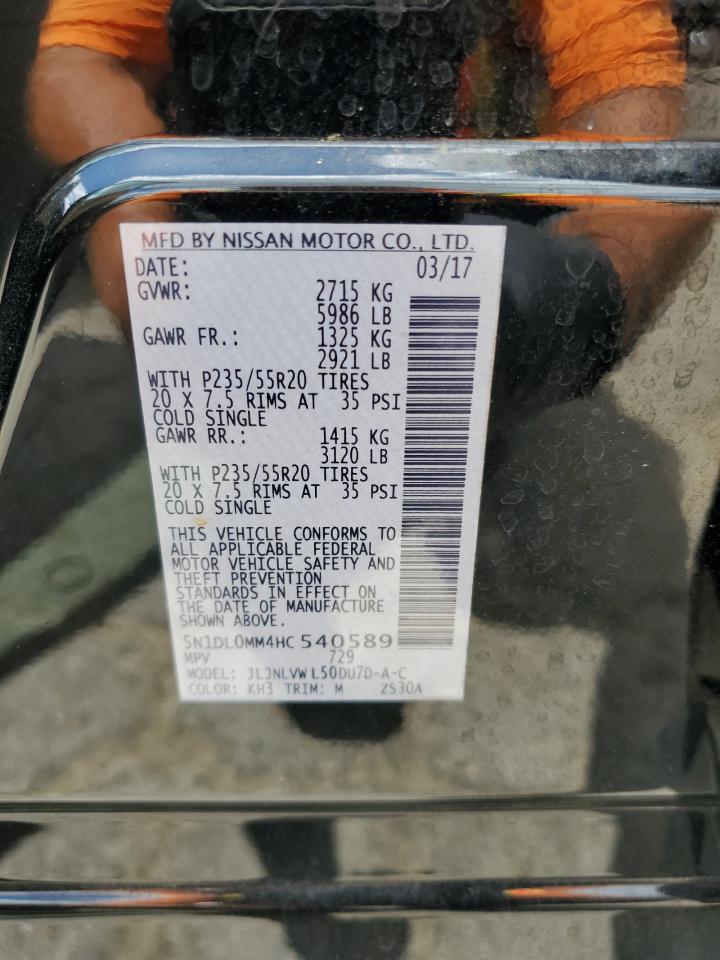 MFD BY NISSAN MOTOR CO., LTD.
DATE: 03/17
GVWR: 2715 KG
5986 LB
GAWR FR.: 1325 KG
2921 LB
WITH P235/55R20 TIRES
20 X 7.5 RIMS AT 35 PSI
COLD SINGLE
GAWR RR.: 1415 KG
3120 LB
WITH P235/55R20 TIRES
20 X 7.5 RIMS AT 35 PSI
COLD SINGLE
THIS VEHICLE CONFORMS TO
ALL APPLICABLE FEDERAL
MOTOR VEHICLE SAFETY AND
THEFT PREVENTION
STANDARDS IN EFFECT ON
THE DATE OF MANUFACTURE
SHOWN ABOVE.
5N1DL0MM4HC 540589
MPV 729
MODEL: JLJNLVW L50DU7D-A-C
COLOR: KH3 TRIM: M ZS30A